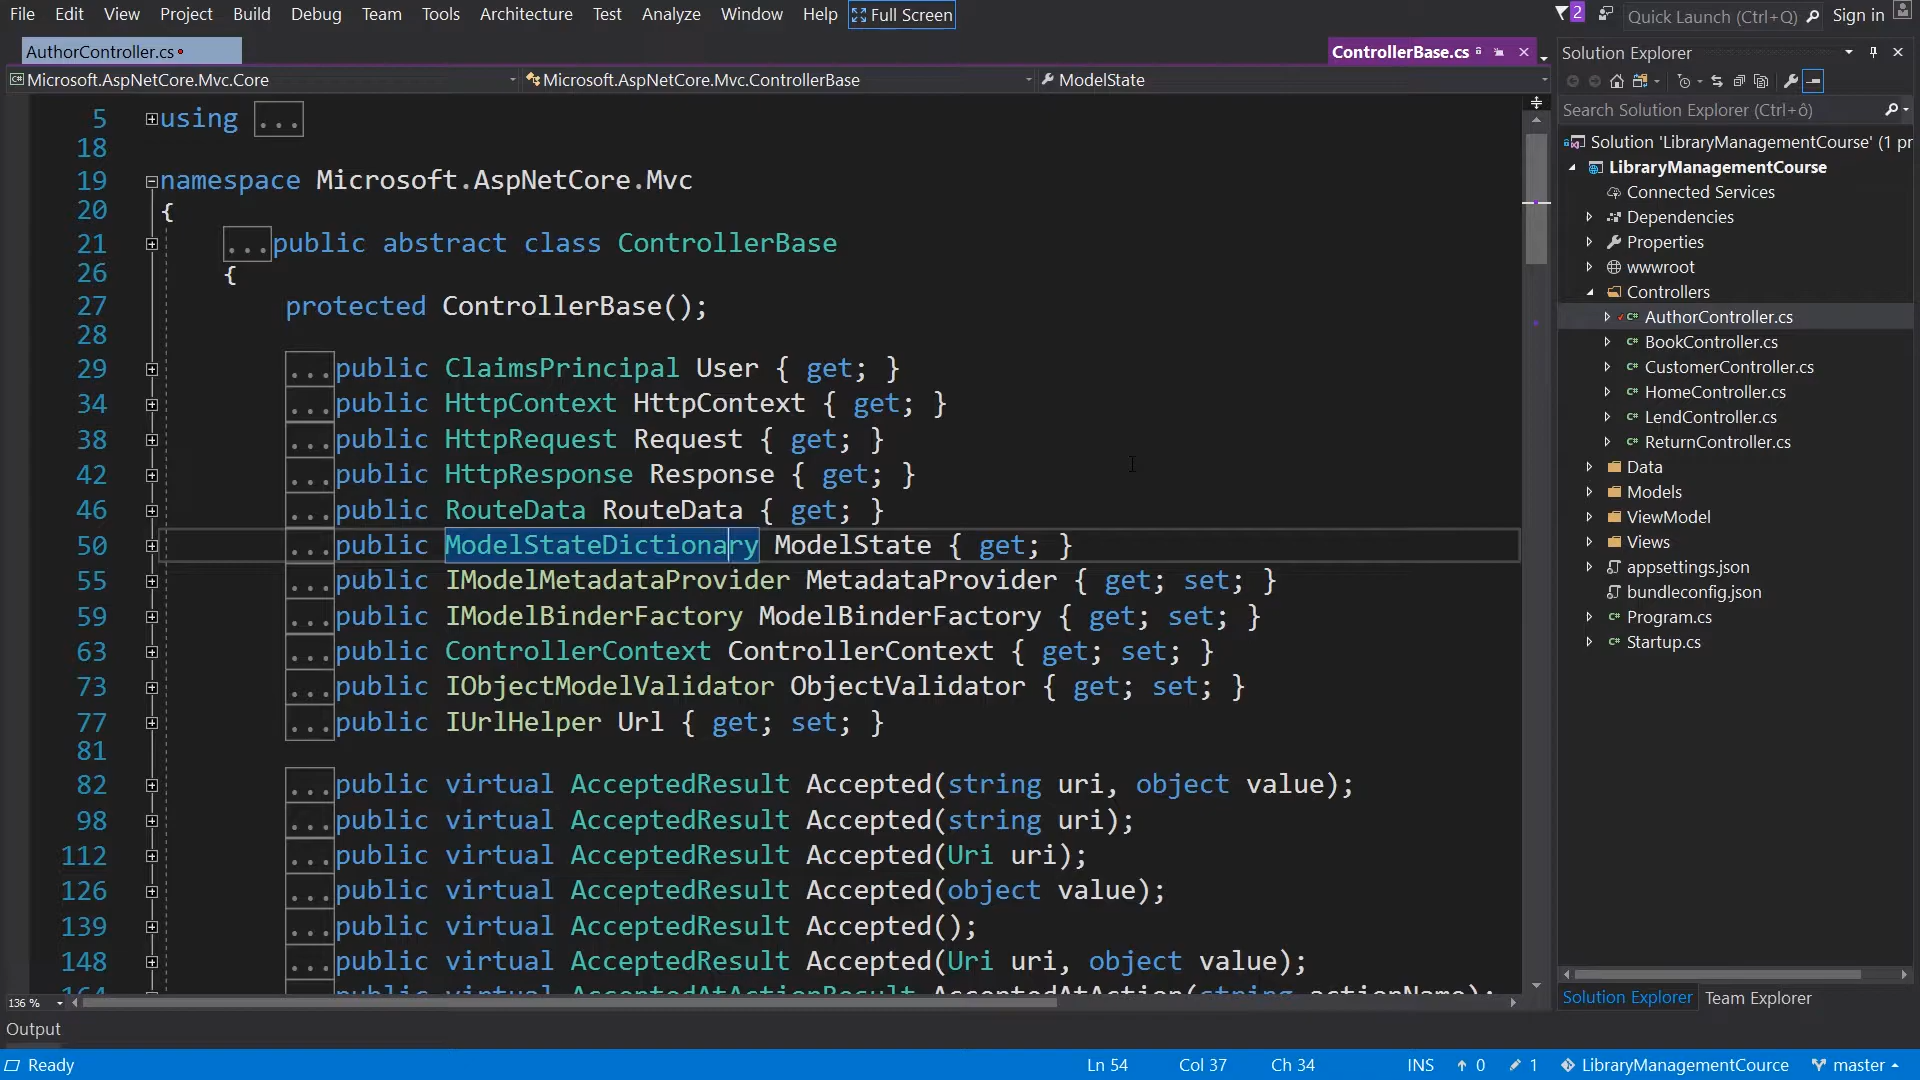 File Edit View Project Build Debug Team Tools Architecture Test Analyze Window Help Full Screen 2 Quick Launch (Ctrl+Q) Sign in
AuthorController.cs ControllerBase.cs
Microsoft.AspNetCore.Mvc.Core Microsoft.AspNetCore.Mvc.ControllerBase ModelState
5 using ...
18
19 namespace Microsoft.AspNetCore.Mvc
20 {
21 ...public abstract class ControllerBase
26 {
27 protected ControllerBase();
28
29 ...public ClaimsPrincipal User { get; }
34 ...public HttpContext HttpContext { get; }
38 ...public HttpRequest Request { get; }
42 ...public HttpResponse Response { get; }
46 ...public RouteData RouteData { get; }
50 ...public ModelStateDictionary ModelState { get; }
55 ...public IModelMetadataProvider MetadataProvider { get; set; }
59 ...public IModelBinderFactory ModelBinderFactory { get; set; }
63 ...public ControllerContext ControllerContext { get; set; }
73 ...public IObjectModelValidator ObjectValidator { get; set; }
77 ...public IUrlHelper Url { get; set; }
81
82 ...public virtual AcceptedResult Accepted(string uri, object value);
98 ...public virtual AcceptedResult Accepted(string uri);
112 ...public virtual AcceptedResult Accepted(Uri uri);
126 ...public virtual AcceptedResult Accepted(object value);
139 ...public virtual AcceptedResult Accepted();
148 ...public virtual AcceptedResult Accepted(Uri uri, object value);
164 ...public virtual AcceptedAtActionResult AcceptedAtAction(string actionName);
136 %
Solution Explorer
Search Solution Explorer (Ctrl+ô)
Solution 'LibraryManagementCourse' (1 pr
LibraryManagementCourse
Connected Services
Dependencies
Properties
wwwroot
Controllers
AuthorController.cs
BookController.cs
CustomerController.cs
HomeController.cs
LendController.cs
ReturnController.cs
Data
Models
ViewModel
Views
appsettings.json
bundleconfig.json
Program.cs
Startup.cs
Solution Explorer Team Explorer
Output
Ready Ln 54 Col 37 Ch 34 INS 0 1 LibraryManagementCource master